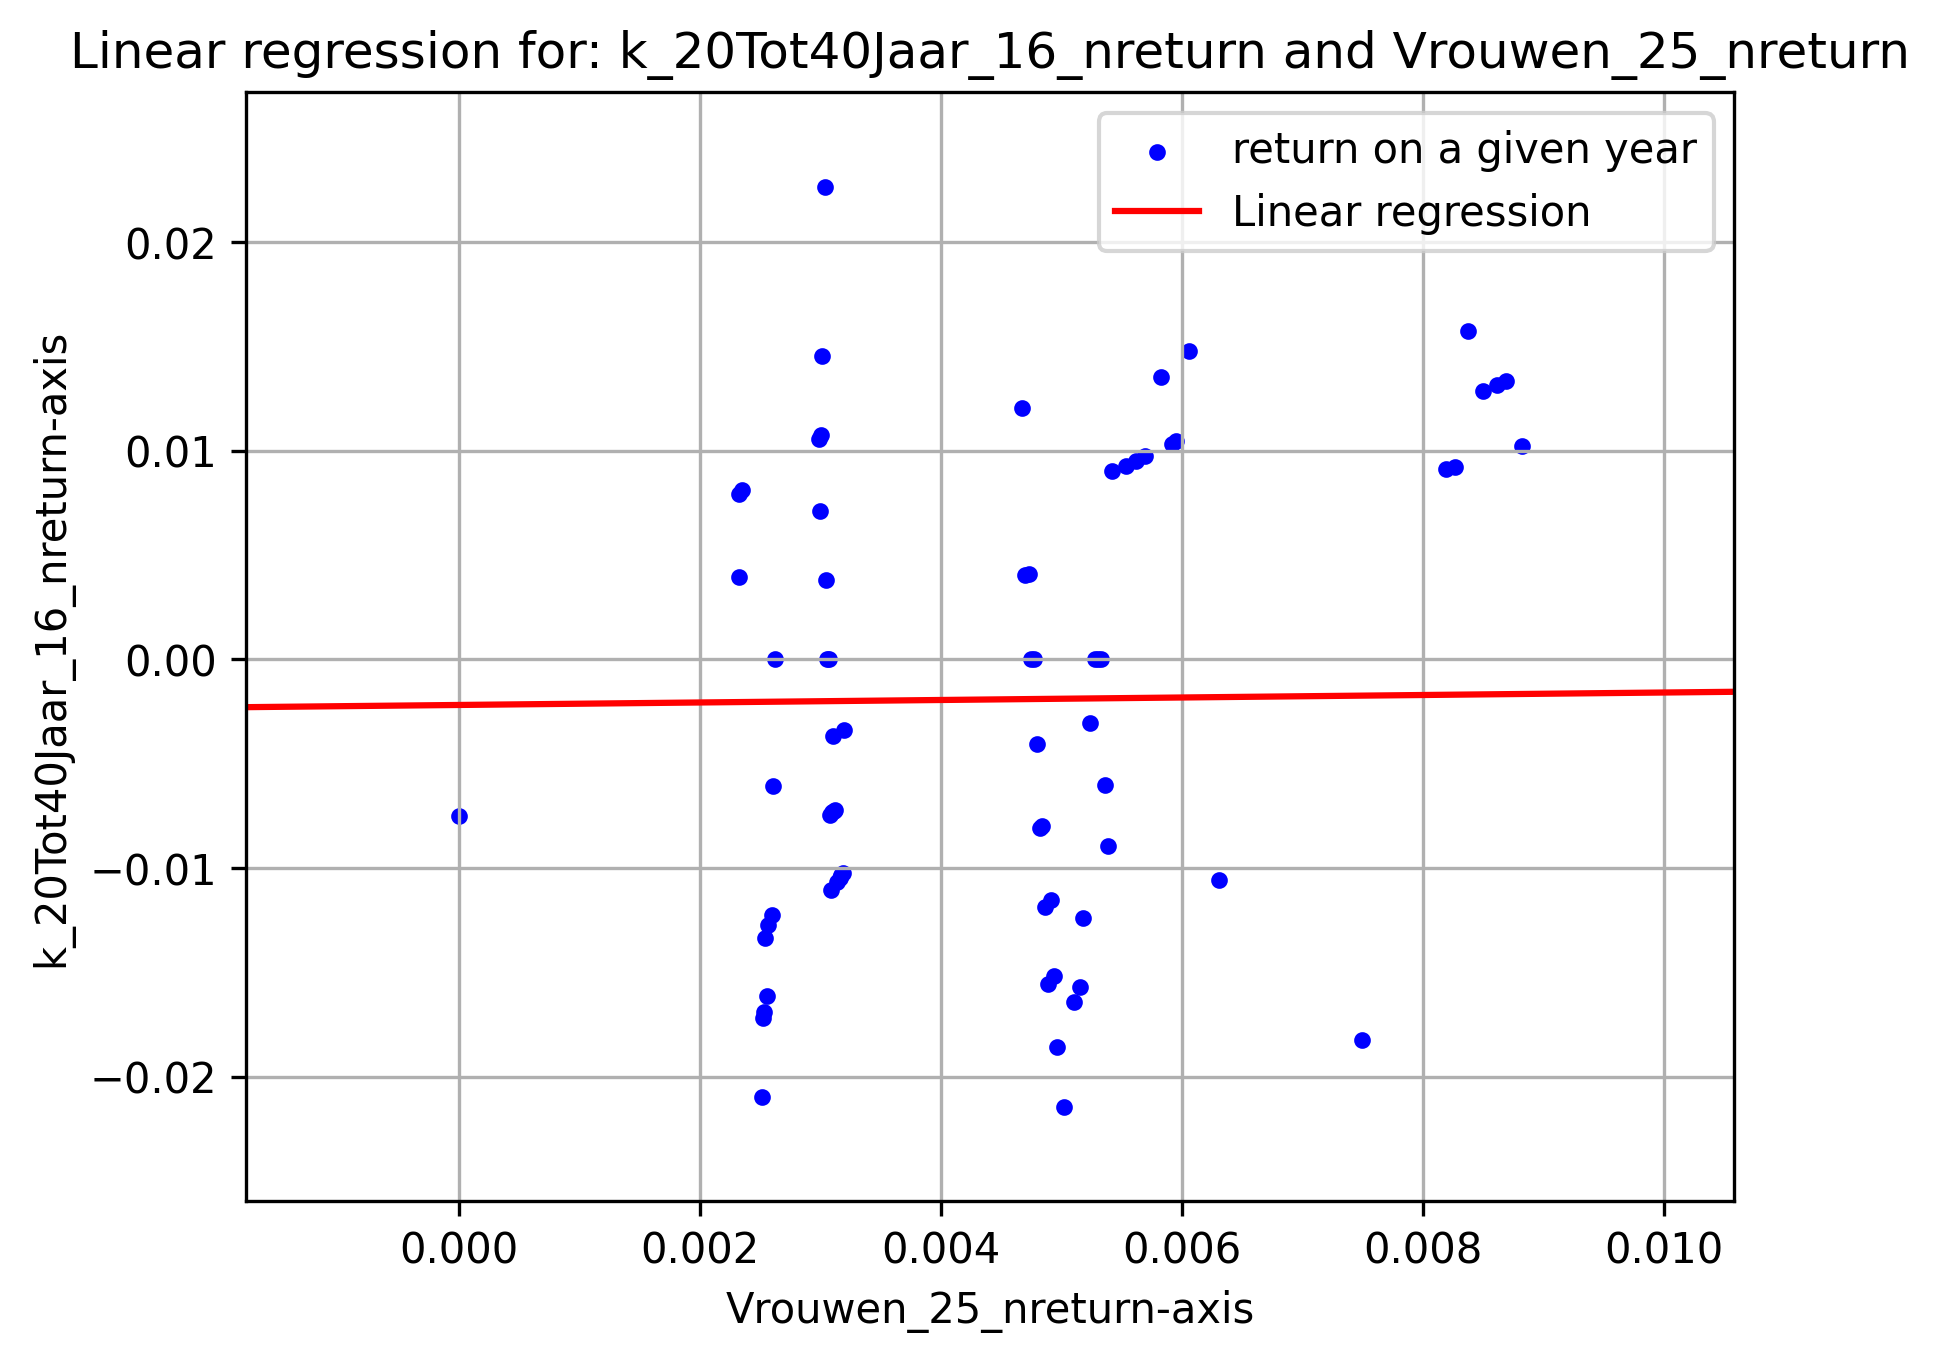 Linear regression for: k_20Tot40Jaar_16_nreturn and Vrouwen_25_nreturn
return on a given year
Linear regression
k_20Tot40Jaar_16_nreturn-axis
0.02
0.01
0.00
−0.01
−0.02
0.000 0.002 0.004 0.006 0.008 0.010
Vrouwen_25_nreturn-axis